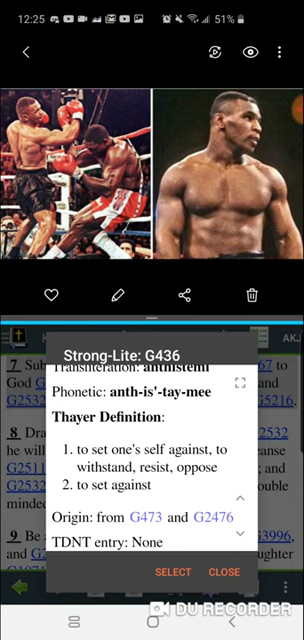 12:25
51%
Strong-Lite: G436
AKJ
Transliteration: anthistemi
7 Sub
67 to
God G
and
G2532
G5216.
Phonetic: anth-is'-tay-mee
Thayer Definition:
8 Dra
2532
he will
G2511
; and
G253
ouble
minded
1. to set one's self against, to
withstand, resist, oppose
2. to set against
Origin: from G473 and G2476
9 Be
G3996,
and G
ughter
TDNT entry: None
SELECT CLOSE
DU RECORDER